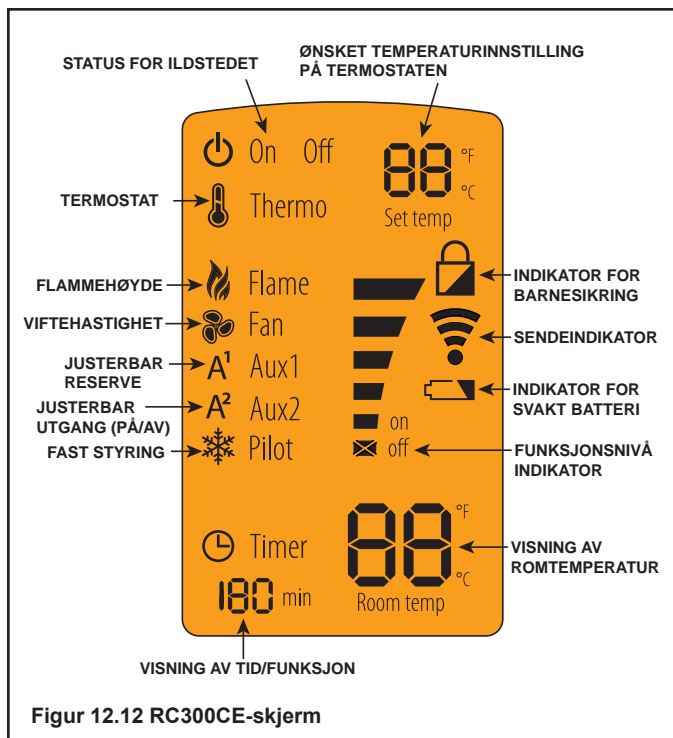 STATUS FOR ILDSTEDET
ØNSKET TEMPERATURINNSTILLING
PÅ TERMOSTATEN
On Off
88 °F
°C
Set temp
TERMOSTAT
Thermo
FLAMMEHØYDE
Flame
INDIKATOR FOR
BARNESIKRING
VIFTEHASTIGHET
Fan
SENDEINDIKATOR
JUSTERBAR
RESERVE
A¹ Aux1
INDIKATOR FOR
SVAKT BATTERI
JUSTERBAR
UTGANG (PÅ/AV)
A² Aux2
on
FAST STYRING
Pilot
off
FUNKSJONSNIVÅ
INDIKATOR
Timer
88 °F
°C
VISNING AV
ROMTEMPERATUR
180 min
Room temp
VISNING AV TID/FUNKSJON
Figur 12.12 RC300CE-skjerm